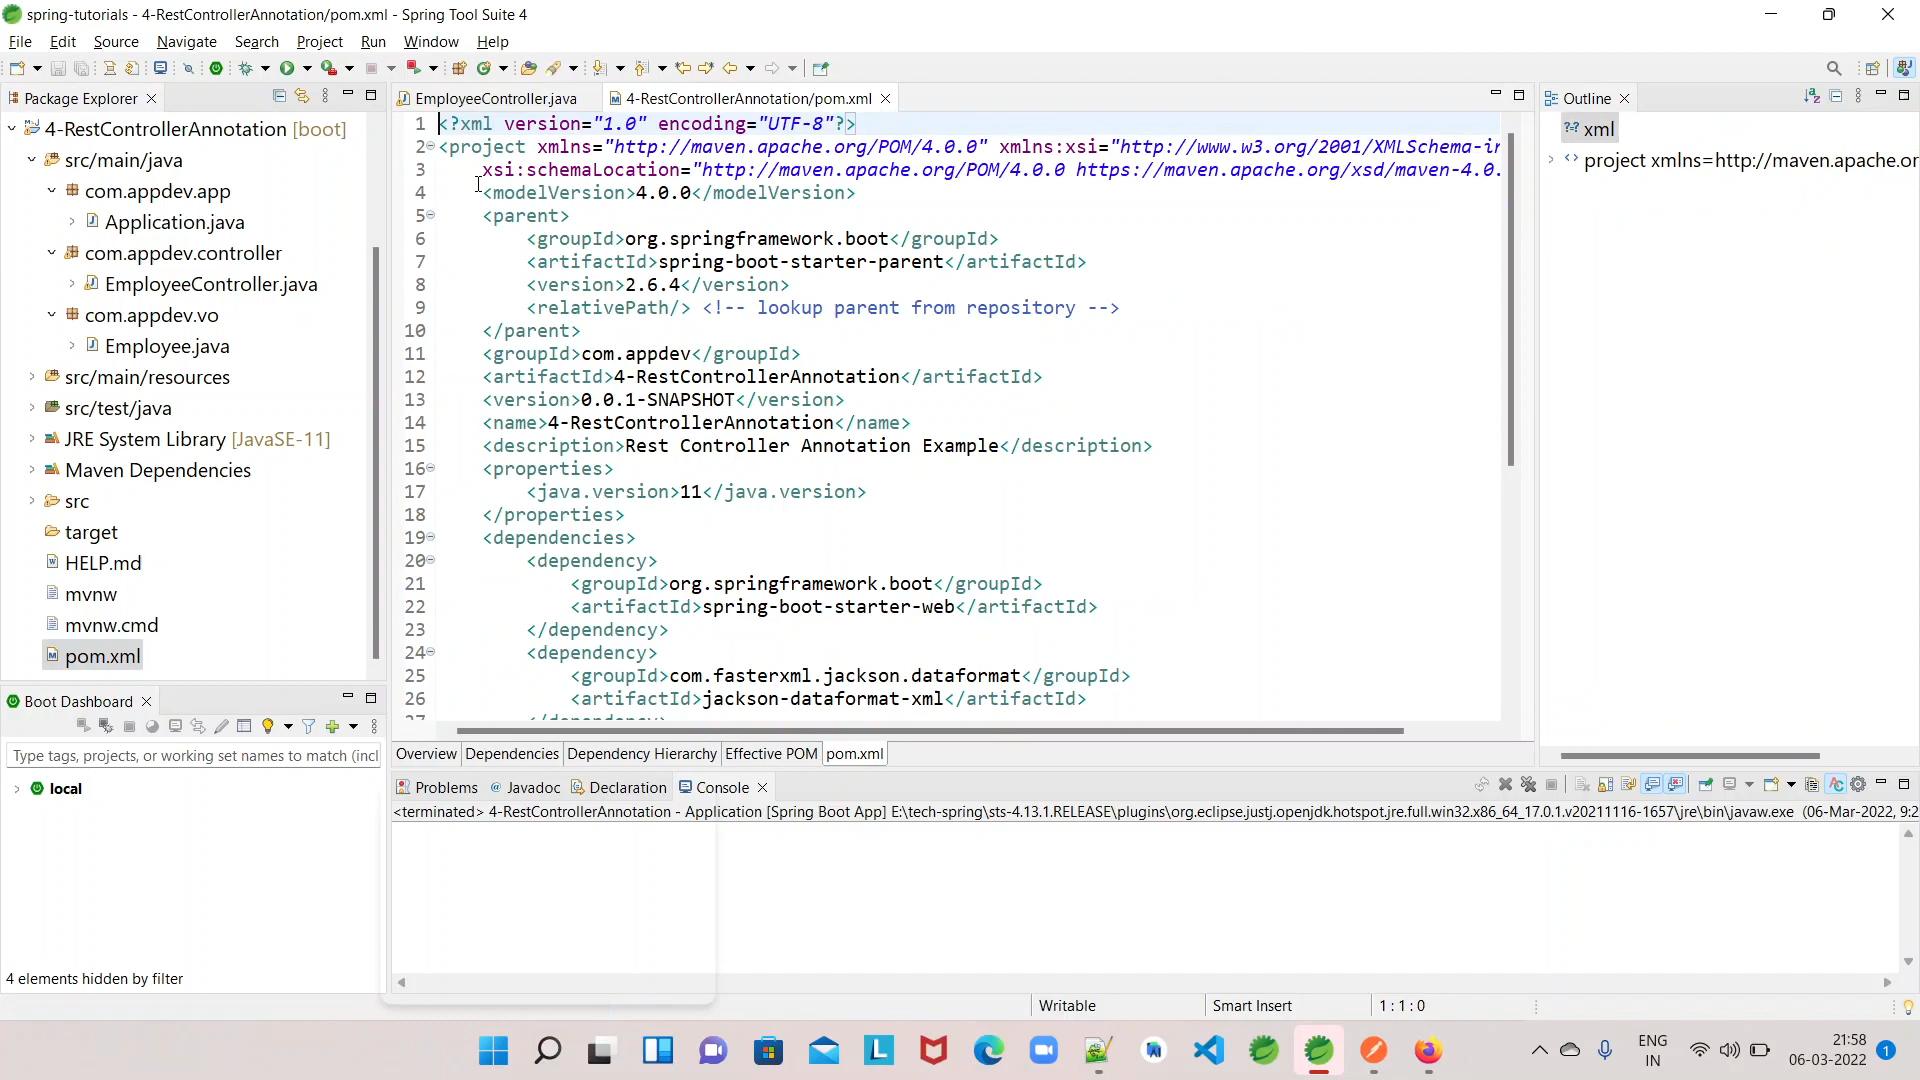 spring-tutorials - 4-RestControllerAnnotation/pom.xml - Spring Tool Suite 4
File Edit Source Navigate Search Project Run Window Help
Package Explorer
4-RestControllerAnnotation [boot]
src/main/java
com.appdev.app
Application.java
com.appdev.controller
EmployeeController.java
com.appdev.vo
Employee.java
src/main/resources
src/test/java
JRE System Library [JavaSE-11]
Maven Dependencies
src
target
HELP.md
mvnw
mvnw.cmd
pom.xml
EmployeeController.java 4-RestControllerAnnotation/pom.xml
1 <?xml version="1.0" encoding="UTF-8"?>
2 <project xmlns="http://maven.apache.org/POM/4.0.0" xmlns:xsi="http://www.w3.org/2001/XMLSchema-in
3 xsi:schemaLocation="http://maven.apache.org/POM/4.0.0 https://maven.apache.org/xsd/maven-4.0.
4 <modelVersion>4.0.0</modelVersion>
5 <parent>
6 <groupId>org.springframework.boot</groupId>
7 <artifactId>spring-boot-starter-parent</artifactId>
8 <version>2.6.4</version>
9 <relativePath/> <!-- lookup parent from repository -->
10 </parent>
11 <groupId>com.appdev</groupId>
12 <artifactId>4-RestControllerAnnotation</artifactId>
13 <version>0.0.1-SNAPSHOT</version>
14 <name>4-RestControllerAnnotation</name>
15 <description>Rest Controller Annotation Example</description>
16 <properties>
17 <java.version>11</java.version>
18 </properties>
19 <dependencies>
20 <dependency>
21 <groupId>org.springframework.boot</groupId>
22 <artifactId>spring-boot-starter-web</artifactId>
23 </dependency>
24 <dependency>
25 <groupId>com.fasterxml.jackson.dataformat</groupId>
26 <artifactId>jackson-dataformat-xml</artifactId>
27 </dependency>
Overview Dependencies Dependency Hierarchy Effective POM pom.xml
Outline
xml
project xmlns=http://maven.apache.or
Boot Dashboard
Type tags, projects, or working set names to match (incl
local
4 elements hidden by filter
Problems Javadoc Declaration Console
<terminated> 4-RestControllerAnnotation - Application [Spring Boot App] E:\tech-spring\sts-4.13.1.RELEASE\plugins\org.eclipse.justj.openjdk.hotspot.jre.full.win32.x86_64_17.0.1.v20211116-1657\jre\bin\javaw.exe (06-Mar-2022, 9:2
Writable Smart Insert 1 : 1 : 0
ENG
IN
21:58
06-03-2022
1